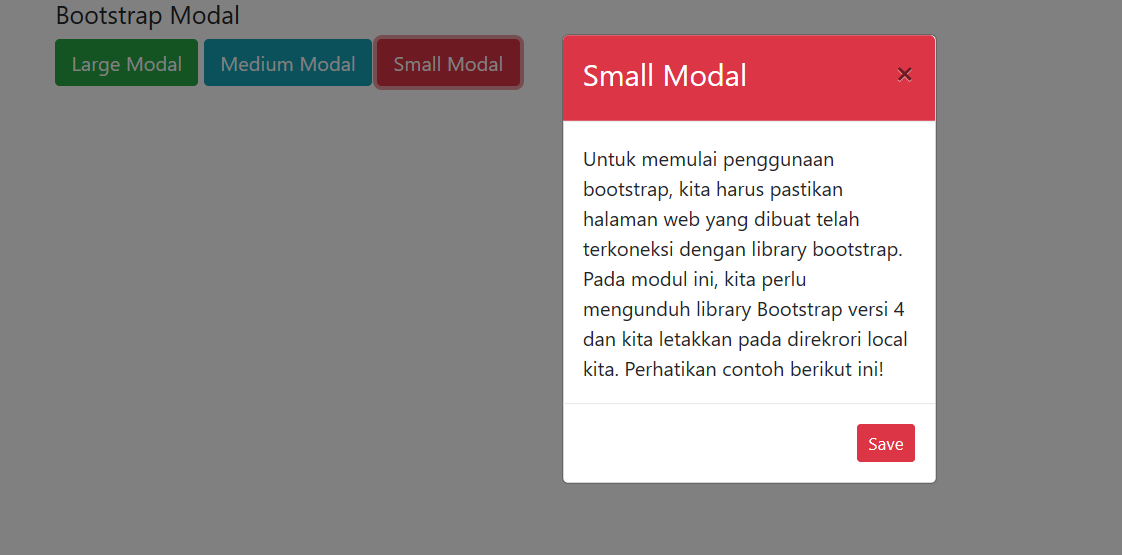 Bootstrap Modal
Large Modal Medium Modal Small Modal
Small Modal ×
Untuk memulai penggunaan
bootstrap, kita harus pastikan
halaman web yang dibuat telah
terkoneksi dengan library bootstrap.
Pada modul ini, kita perlu
mengunduh library Bootstrap versi 4
dan kita letakkan pada direkrori local
kita. Perhatikan contoh berikut ini!
Save